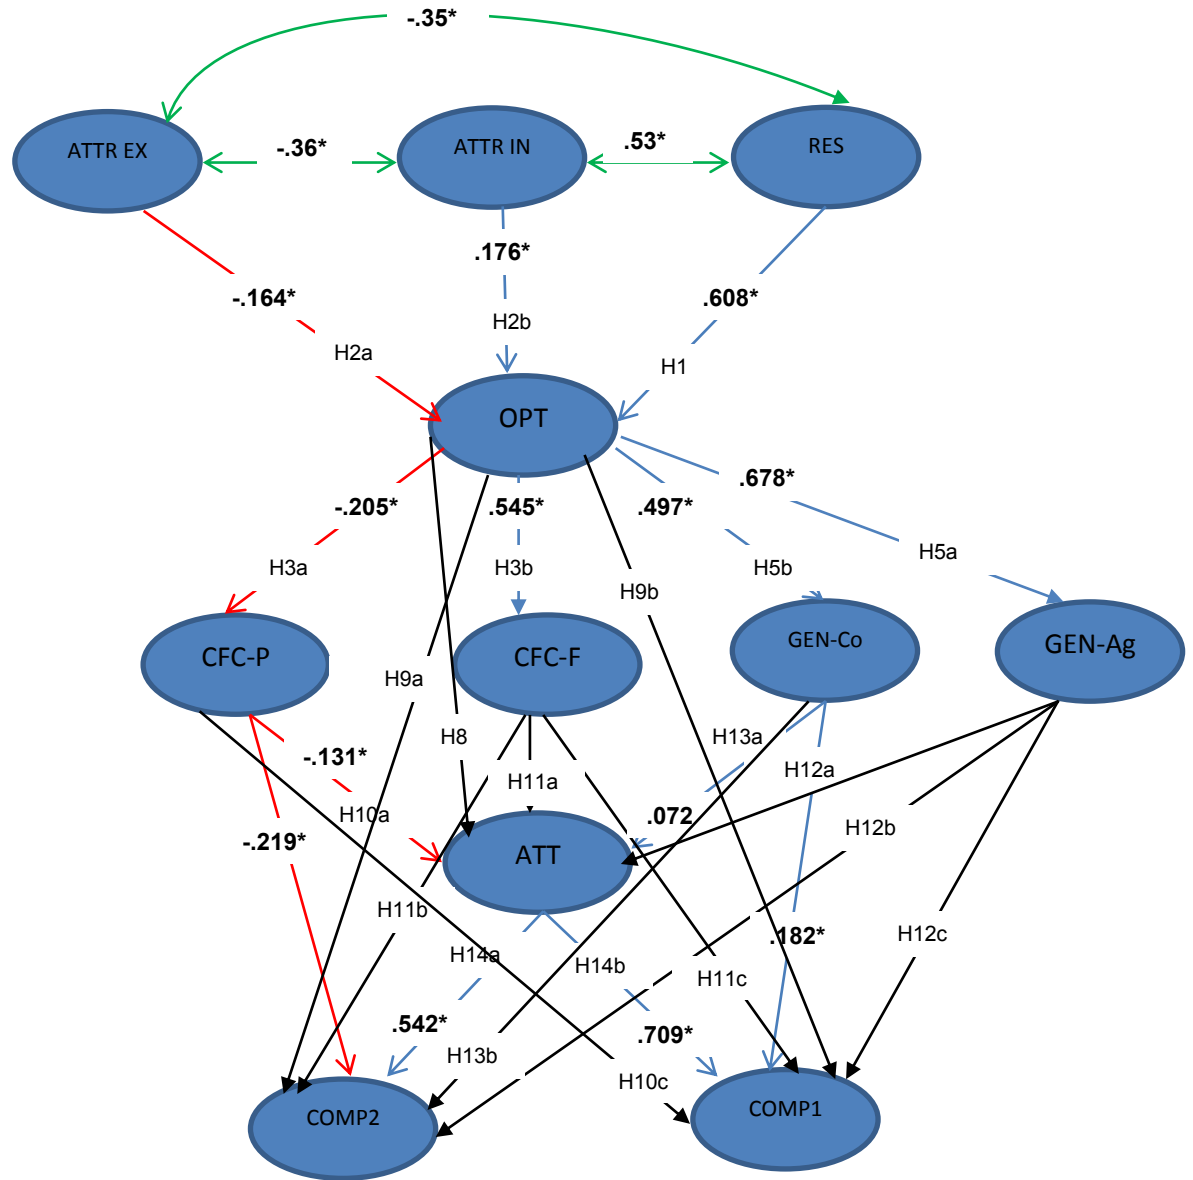 -.35*
ATTR EX
-.36*
ATTR IN
.53*
RES
.176*
-.164*
.608*
H2b
H2a
H1
OPT
.678*
-.205*
.545*
.497*
H5a
H3a
H3b
H5b
H9b
CFC-P
CFC-F
GEN-Co
GEN-Ag
H9a
H8
H13a
-.131*
H12a
H11a
H10a
.072
H12b
-.219*
ATT
H11b
.182*
H12c
H14a
H14b
H11c
.542*
.709*
H13b
H10c
COMP2
COMP1